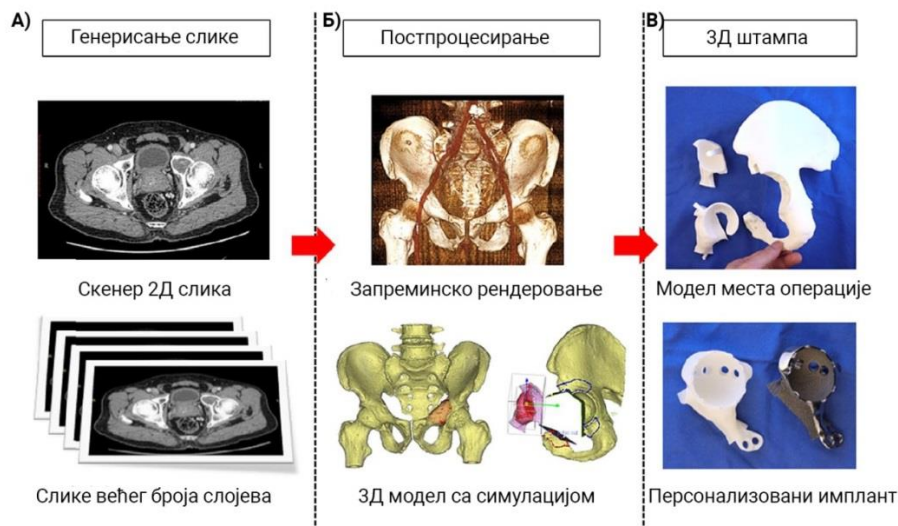 А)
Генерисање слике
Скенер 2Д слика
Слике већег броја слојева
Б)
Постпроцесирање
Запреминско рендеровање
3Д модел са симулацијом
В)
3Д штампа
Модел места операције
Персонализовани имплант